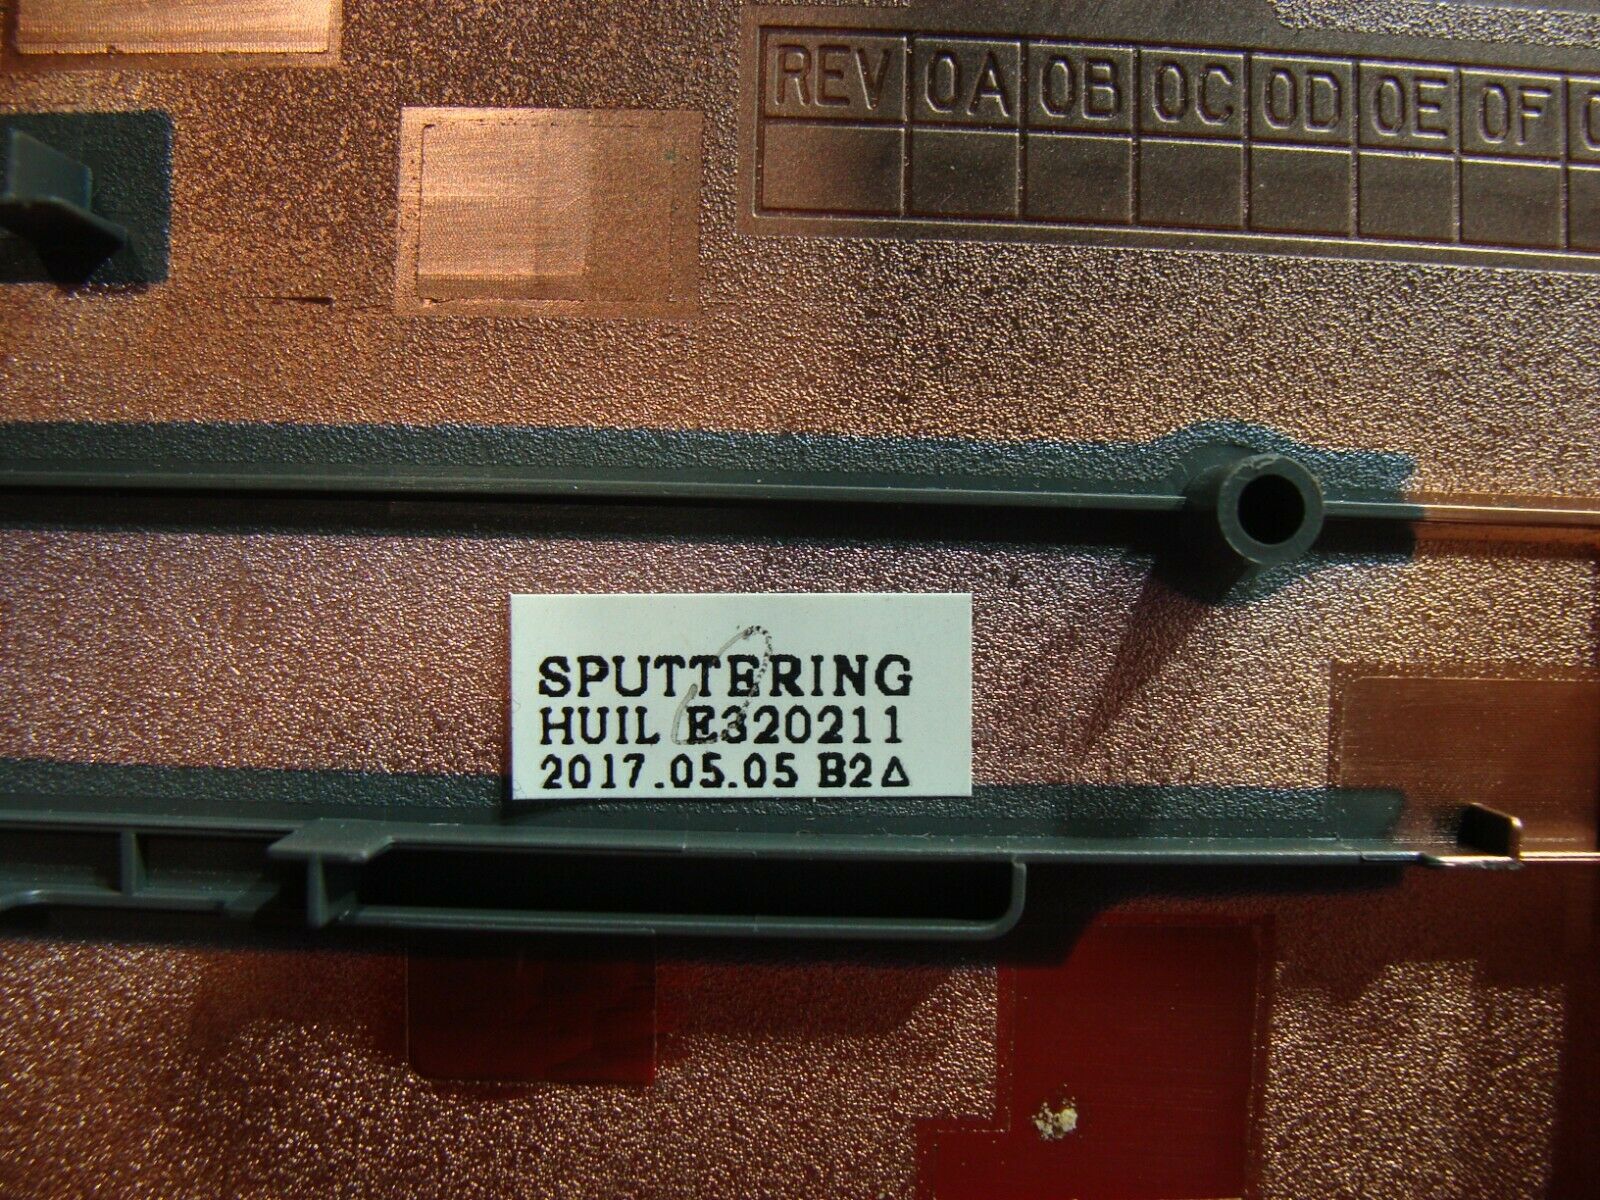 REV 0A 0B 0C 0D 0E 0F
SPUTTERING
HUIL E320211
2017.05.05 B2△